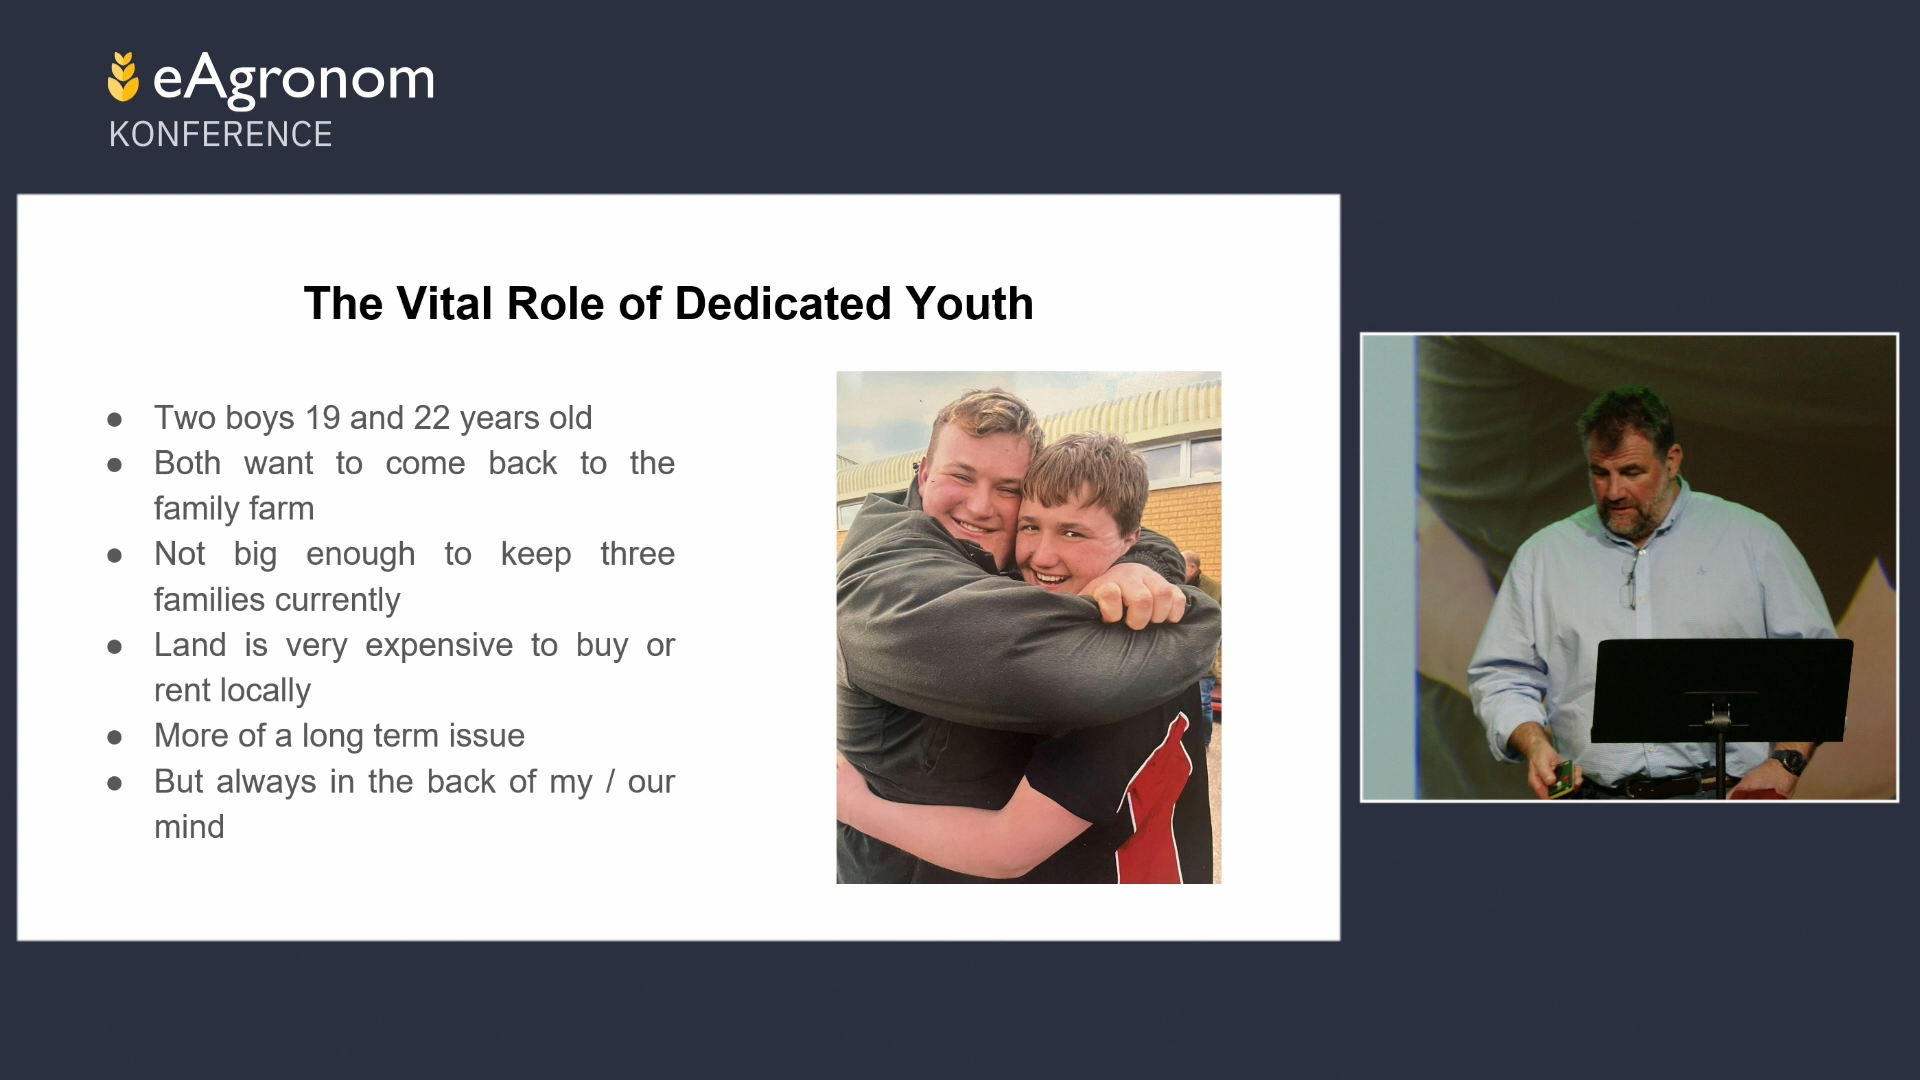 eAgronom
KONFERENCE
The Vital Role of Dedicated Youth
● Two boys 19 and 22 years old
● Both want to come back to the
family farm
● Not big enough to keep three
families currently
● Land is very expensive to buy or
rent locally
● More of a long term issue
● But always in the back of my / our
mind